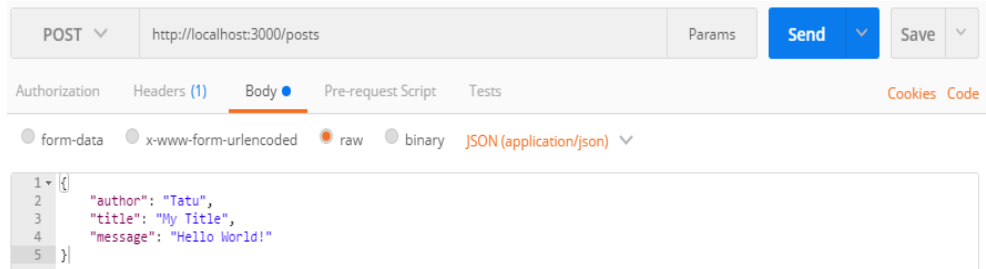 POST http://localhost:3000/posts Params Send Save
Authorization Headers (1) Body Pre-request Script Tests Cookies Code
form-data x-www-form-urlencoded raw binary JSON (application/json)
1 {
2 "author": "Tatu",
3 "title": "My Title",
4 "message": "Hello World!"
5 }